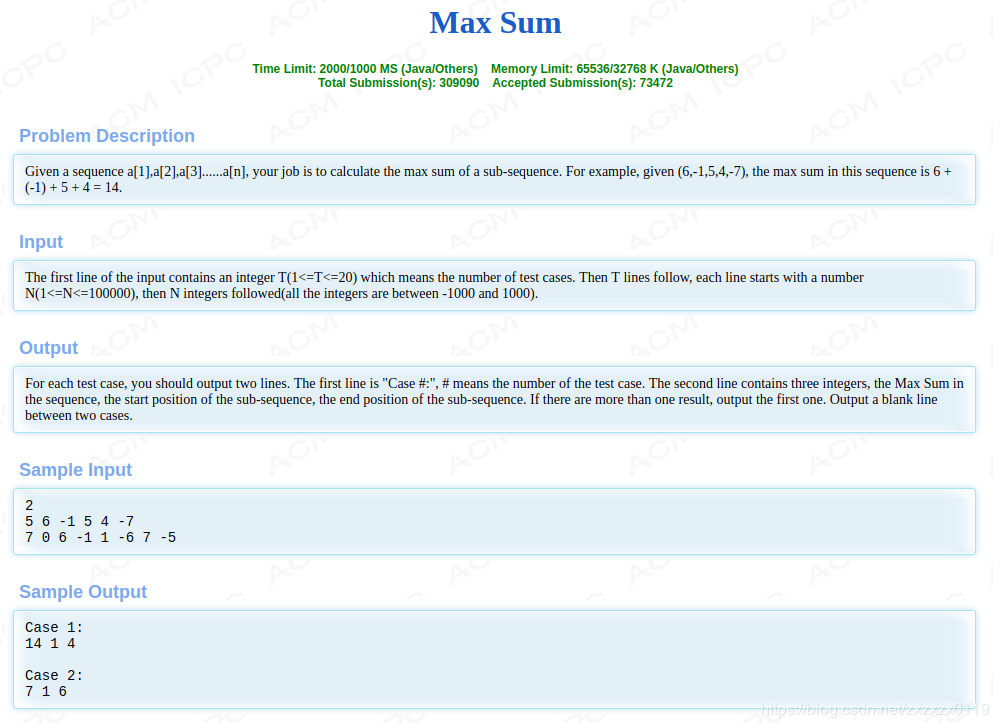 Max Sum
Time Limit: 2000/1000 MS (Java/Others)    Memory Limit: 65536/32768 K (Java/Others)
Total Submission(s): 309090    Accepted Submission(s): 73472
Problem Description
Given a sequence a[1],a[2],a[3]......a[n], your job is to calculate the max sum of a sub-sequence. For example, given (6,-1,5,4,-7), the max sum in this sequence is 6 +
(-1) + 5 + 4 = 14.
Input
The first line of the input contains an integer T(1<=T<=20) which means the number of test cases. Then T lines follow, each line starts with a number
N(1<=N<=100000), then N integers followed(all the integers are between -1000 and 1000).
Output
For each test case, you should output two lines. The first line is "Case #:", # means the number of the test case. The second line contains three integers, the Max Sum in
the sequence, the start position of the sub-sequence, the end position of the sub-sequence. If there are more than one result, output the first one. Output a blank line
between two cases.
Sample Input
2
5 6 -1 5 4 -7
7 0 6 -1 1 -6 7 -5
Sample Output
Case 1:
14 1 4

Case 2:
7 1 6